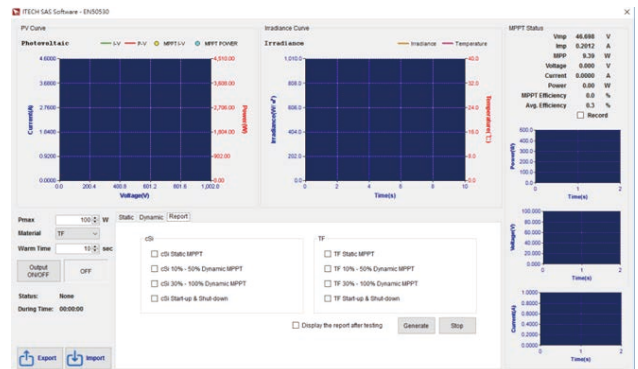 ITECH SAS Software - EN50530
PV Curve
Photovoltaic
I-V P-V MPPT I-V MPPT POWER
4.6000
3.6800
2.7600
1.8400
0.9200
0.0000
Current(A)
4,510.00
3,608.00
2,706.00
1,804.00
902.00
0.00
Power(W)
0.0 200.4 400.8 601.2 801.6 1,002.0
Voltage(V)
Irradiance Curve
Irradiance
Irradiance Temperature
1,010.0
808.0
606.0
404.0
202.0
0.0
40.0
32.0
24.0
16.0
8.0
0.0
0 2 4 6 8 10
Time(s)
MPPT Status
Vmp 46.698 V
Imp 0.2012 A
MPP 9.39 W
Voltage 0.000 V
Current 0.0000 A
Power 0.00 W
MPPT Efficiency 0.0 %
Avg. Efficiency 0.3 %
Record
500.0
400.0
300.0
200.0
100.0
0.0
Power(W)
0 1 2
Time(s)
100.000
80.000
60.000
40.000
20.000
0.000
Voltage(V)
0 1 2
Time(s)
1.0000
0.8000
0.6000
0.4000
0.2000
0.0000
Current(A)
0 1 2
Time(s)
Pmax 100 W
Material TF
Warm Time 10 sec
Output ON/OFF OFF
Status: None
During Time: 00:00:00
Export Import
Static Dynamic Report
cSi
cSi Static MPPT
cSi 10% - 50% Dynamic MPPT
cSi 30% - 100% Dynamic MPPT
cSi Start-up & Shut-down
TF
TF Static MPPT
TF 10% - 50% Dynamic MPPT
TF 30% - 100% Dynamic MPPT
TF Start-up & Shut-down
Display the report after testing Generate Stop